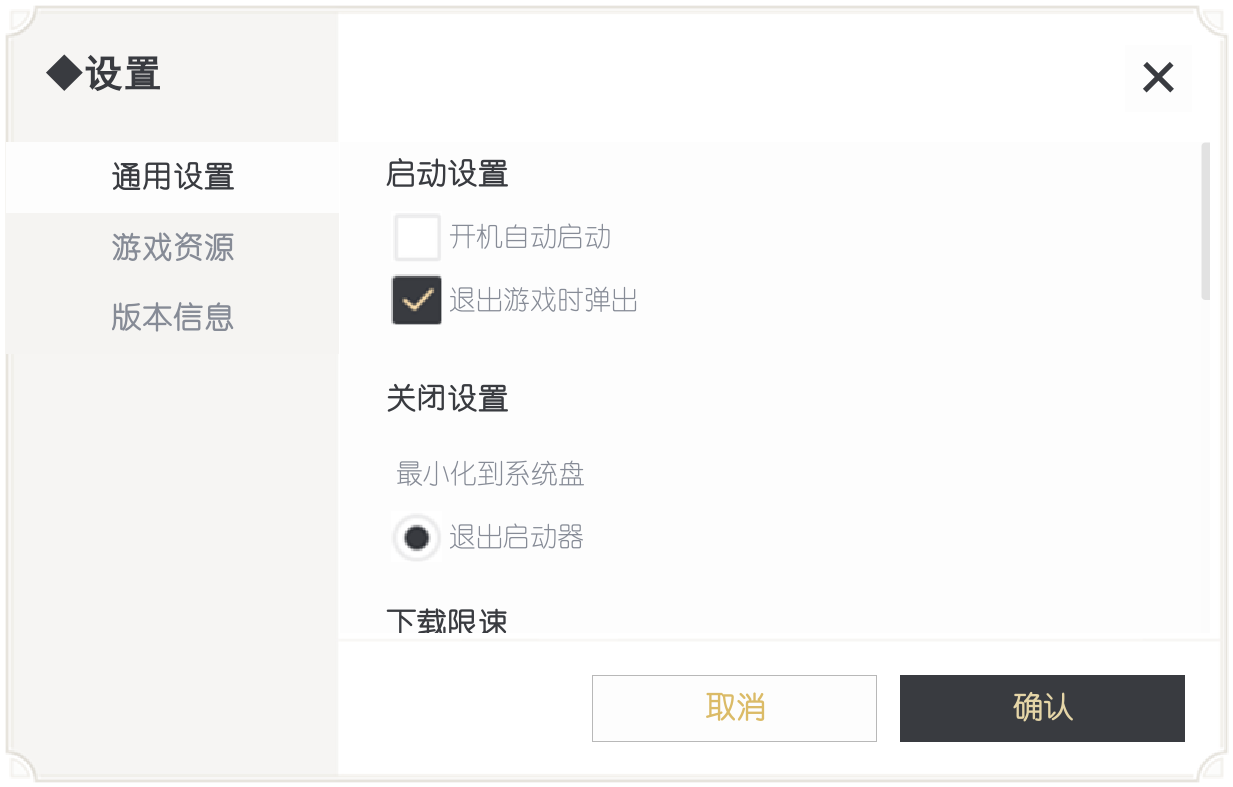 设置
通用设置
游戏资源
版本信息
启动设置
开机自动启动
退出游戏时弹出
关闭设置
最小化到系统盘
退出启动器
下载限速
取消
确认